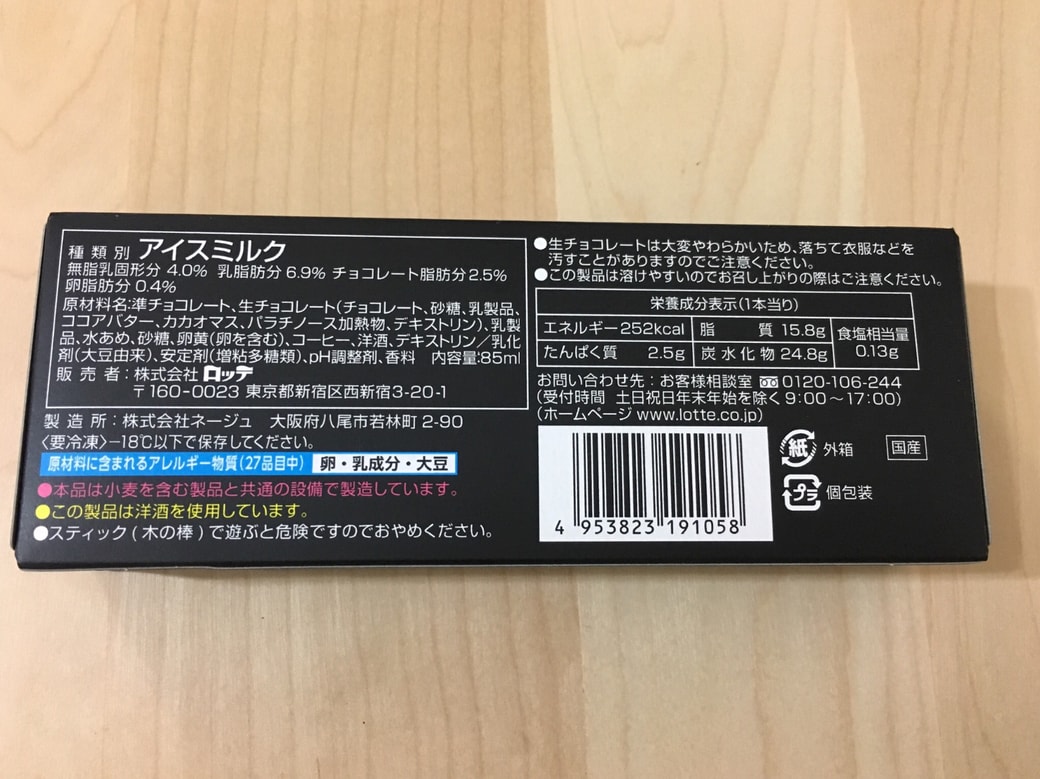 種類別 アイスミルク
無脂乳固形分 4.0% 乳脂肪分 6.9% チョコレート脂肪分 2.5%
卵脂肪分 0.4%
原材料名:準チョコレート、生チョコレート(チョコレート、砂糖、乳製品、
ココアバター、カカオマス、パラチノース加熱物、デキストリン)、乳製
品、水あめ、砂糖、卵黄(卵を含む)、コーヒー、洋酒、デキストリン/乳化
剤(大豆由来)、安定剤(増粘多糖類)、pH調整剤、香料 内容量:85ml
販売者:株式会社 ロッテ
〒160-0023 東京都新宿区西新宿3-20-1
製造所:株式会社ネージュ 大阪府八尾市若林町2-90
〈要冷凍〉-18℃以下で保存してください。
原材料に含まれるアレルギー物質(27品目中) 卵・乳成分・大豆
●本品は小麦を含む製品と共通の設備で製造しています。
●この製品は洋酒を使用しています。
●スティック(木の棒)で遊ぶと危険ですのでおやめください。
●生チョコレートは大変やわらかいため、落ちて衣服などを
汚すことがありますのでご注意ください。
●この製品は溶けやすいのでお召し上がりの際はご注意ください。
栄養成分表示(1本当り)
エネルギー 252kcal 脂質 15.8g 食塩相当量
たんぱく質 2.5g 炭水化物 24.8g 0.13g
お問い合わせ先:お客様相談室 0120-106-244
(受付時間 土日祝日年末年始を除く 9:00~17:00)
(ホームページ www.lotte.co.jp)
紙 外箱 国産
プラ 個包装
4 953823 191058